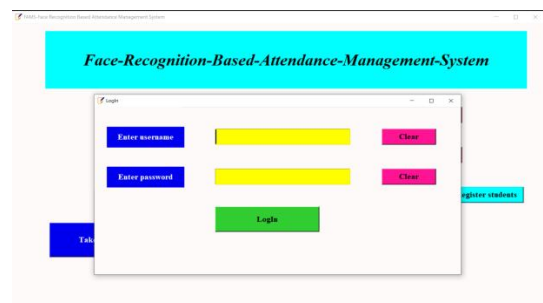 FAMS-Face Recognition Based Attendance Management System
Face-Recognition-Based-Attendance-Management-System
LogIn
Enter username
Clear
Enter password
Clear
LogIn
egister students
Take